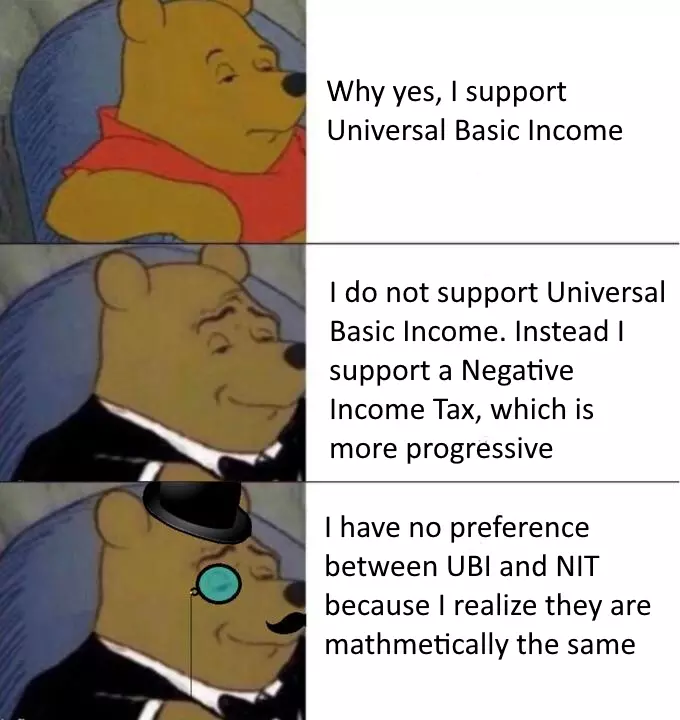 Why yes, I support
Universal Basic Income
I do not support Universal
Basic Income. Instead I
support a Negative
Income Tax, which is
more progressive
I have no preference
between UBI and NIT
because I realize they are
mathmetically the same